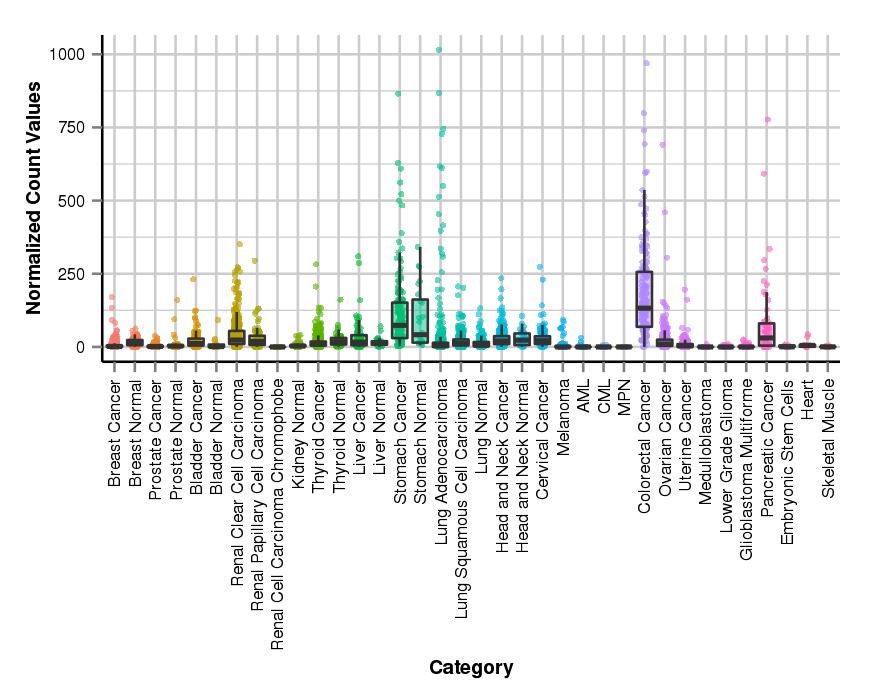 1000
750
500
250
0
Normalized Count Values
Breast Cancer
Breast Normal
Prostate Cancer
Prostate Normal
Bladder Cancer
Bladder Normal
Renal Clear Cell Carcinoma
Renal Papillary Cell Carcinoma
Renal Cell Carcinoma Chromophobe
Kidney Normal
Thyroid Cancer
Thyroid Normal
Liver Cancer
Liver Normal
Stomach Cancer
Stomach Normal
Lung Adenocarcinoma
Lung Squamous Cell Carcinoma
Lung Normal
Head and Neck Cancer
Head and Neck Normal
Cervical Cancer
Melanoma
AML
CML
MPN
Colorectal Cancer
Ovarian Cancer
Uterine Cancer
Medulloblastoma
Lower Grade Glioma
Glioblastoma Multiforme
Pancreatic Cancer
Embryonic Stem Cells
Heart
Skeletal Muscle
Category